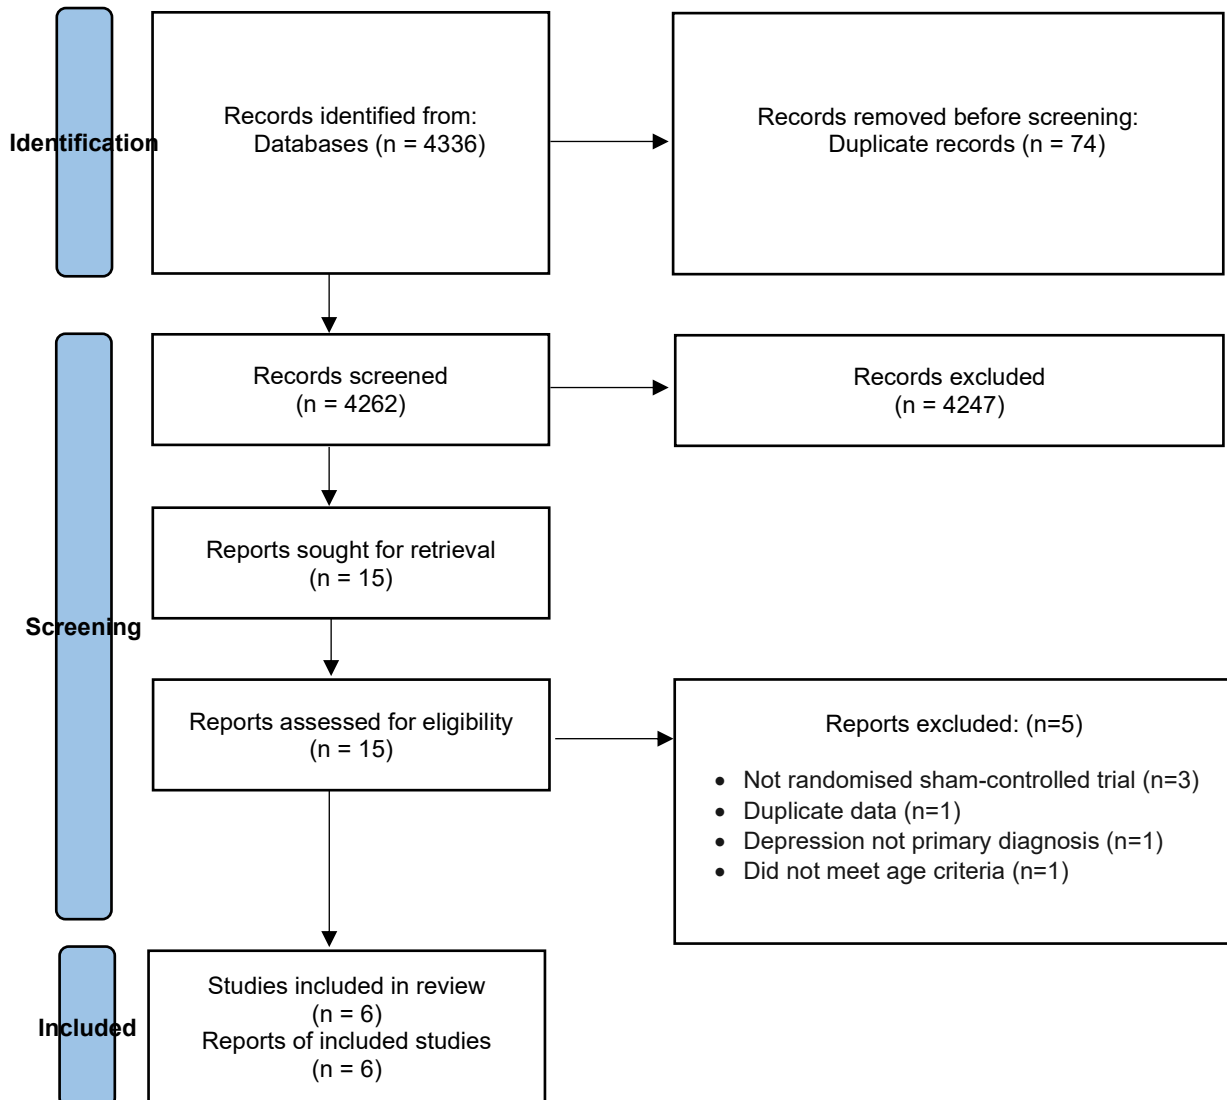 Identification
Records identified from:
Databases (n = 4336)
Records removed before screening:
Duplicate records (n = 74)
Screening
Records screened
(n = 4262)
Records excluded
(n = 4247)
Reports sought for retrieval
(n = 15)
Reports assessed for eligibility
(n = 15)
Reports excluded: (n=5)
• Not randomised sham-controlled trial (n=3)
• Duplicate data (n=1)
• Depression not primary diagnosis (n=1)
• Did not meet age criteria (n=1)
Included
Studies included in review
(n = 6)
Reports of included studies
(n = 6)